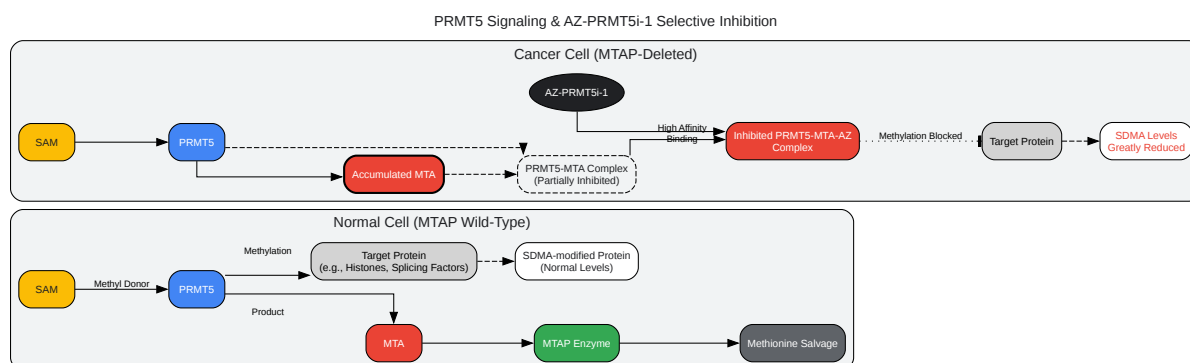 PRMT5 Signaling & AZ-PRMT5i-1 Selective Inhibition
Cancer Cell (MTAP-Deleted)
AZ-PRMT5i-1
SAM
PRMT5
High Affinity
Binding
Inhibited PRMT5-MTA-AZ
Complex
Methylation Blocked
Target Protein
SDMA Levels
Greatly Reduced
Accumulated MTA
PRMT5-MTA Complex
(Partially Inhibited)
Normal Cell (MTAP Wild-Type)
SAM
Methyl Donor
PRMT5
Methylation
Target Protein
(e.g., Histones, Splicing Factors)
SDMA-modified Protein
(Normal Levels)
Product
MTA
MTAP Enzyme
Methionine Salvage